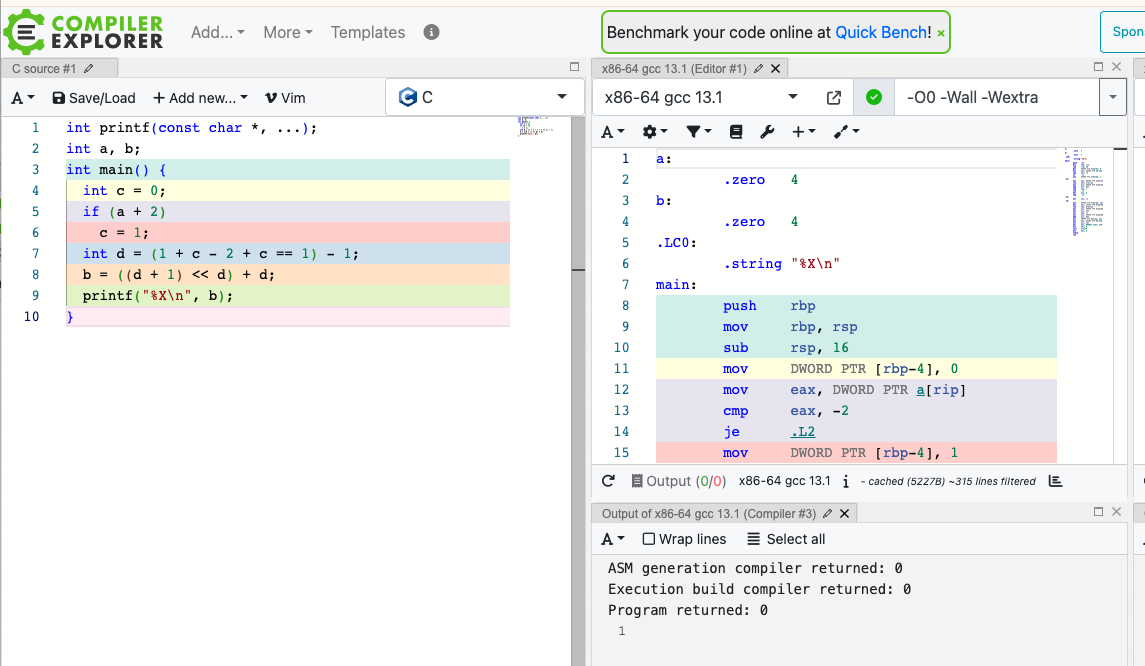 COMPILER
EXPLORER
Add...
More
Templates
Benchmark your code online at Quick Bench! ×
Spon
C source #1
A
Save/Load
+ Add new...
Vim
C
1 int printf(const char *, ...);
2 int a, b;
3 int main() {
4 int c = 0;
5 if (a + 2)
6 c = 1;
7 int d = (1 + c - 2 + c == 1) - 1;
8 b = ((d + 1) << d) + d;
9 printf("%X\n", b);
10 }
x86-64 gcc 13.1 (Editor #1)
x86-64 gcc 13.1
-O0 -Wall -Wextra
A
1 a:
2 .zero 4
3 b:
4 .zero 4
5 .LC0:
6 .string "%X\n"
7 main:
8 push rbp
9 mov rbp, rsp
10 sub rsp, 16
11 mov DWORD PTR [rbp-4], 0
12 mov eax, DWORD PTR a[rip]
13 cmp eax, -2
14 je .L2
15 mov DWORD PTR [rbp-4], 1
Output (0/0) x86-64 gcc 13.1 i - cached (5227B) ~315 lines filtered
Output of x86-64 gcc 13.1 (Compiler #3)
A
Wrap lines
Select all
ASM generation compiler returned: 0
Execution build compiler returned: 0
Program returned: 0
1